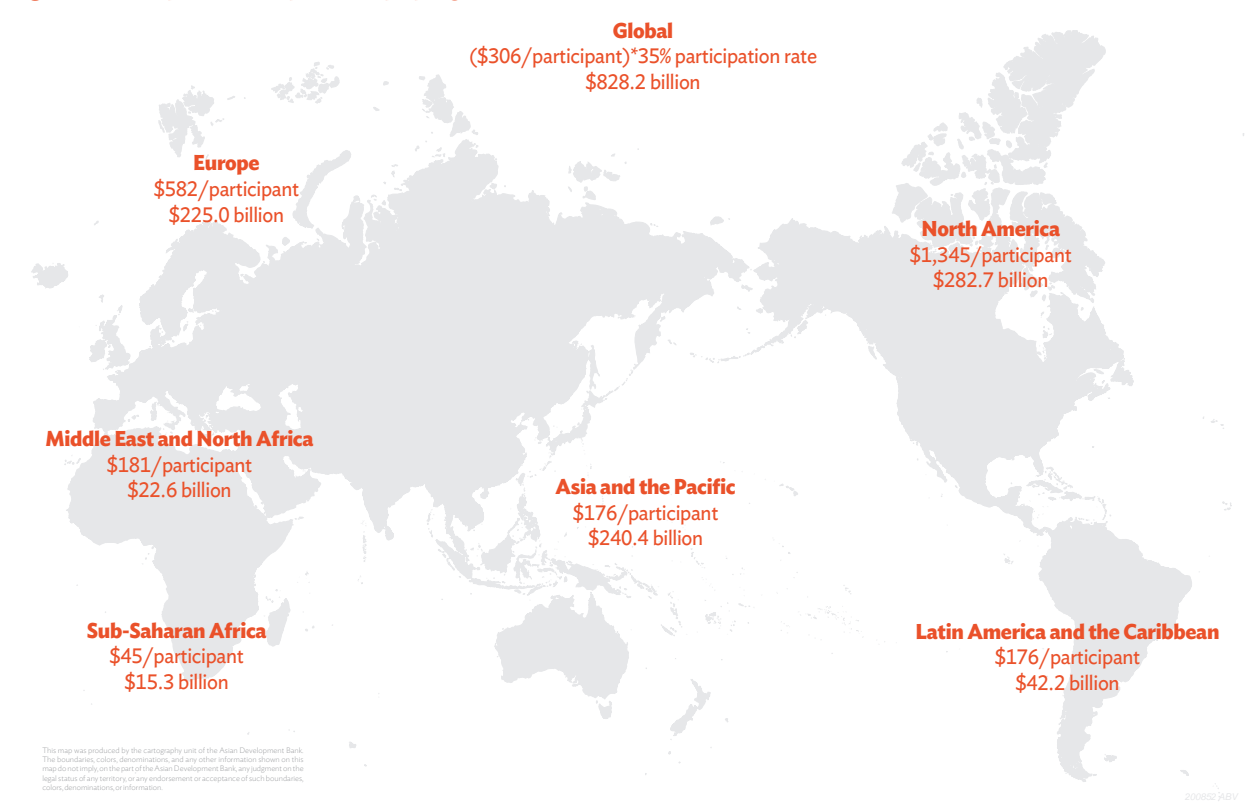 Global
($306/participant)*35% participation rate
$828.2 billion
Europe
$582/participant
$225.0 billion
North America
$1,345/participant
$282.7 billion
Middle East and North Africa
$181/participant
$22.6 billion
Asia and the Pacific
$176/participant
$240.4 billion
Sub-Saharan Africa
$45/participant
$15.3 billion
Latin America and the Caribbean
$176/participant
$42.2 billion
This map was produced by the cartography unit of the Asian Development Bank.
The boundaries, colors, denominations, and any other information shown on this
map do not imply, on the part of the Asian Development Bank, any judgment on the
legal status of any territory, or any endorsement or acceptance of such boundaries,
colors, denominations, or information.